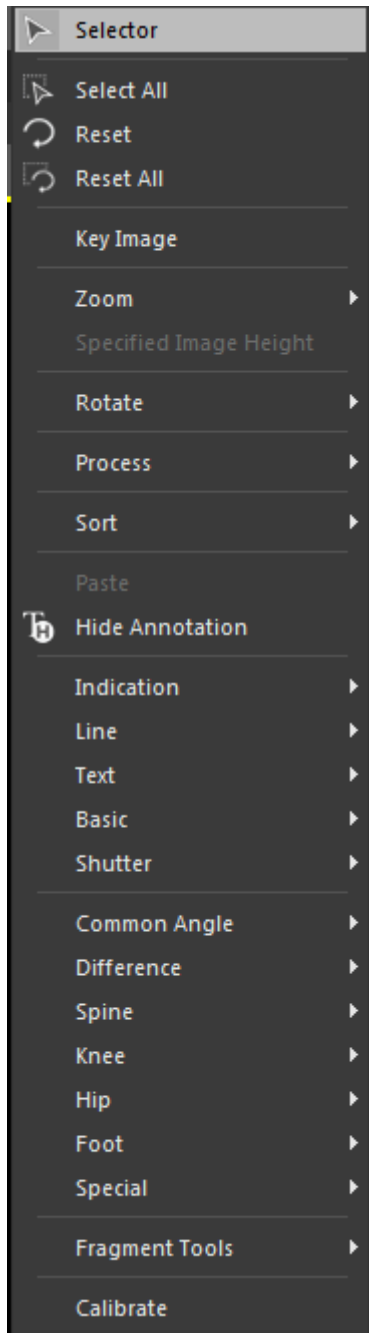 Selector
Select All
Reset
Reset All
Key Image
Zoom
Specified Image Height
Rotate
Process
Sort
Paste
Hide Annotation
Indication
Line
Text
Basic
Shutter
Common Angle
Difference
Spine
Knee
Hip
Foot
Special
Fragment Tools
Calibrate